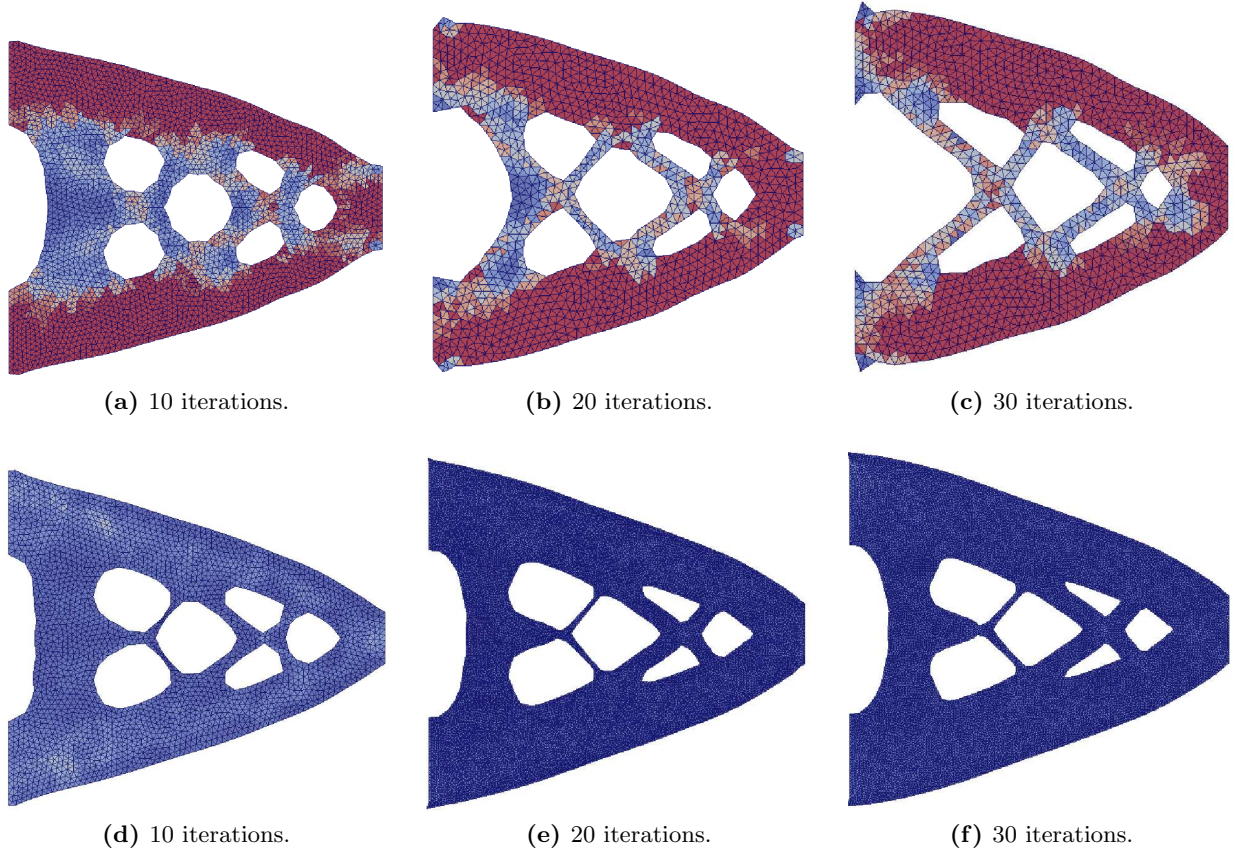 (a) 10 iterations.
(b) 20 iterations.
(c) 30 iterations.
(d) 10 iterations.
(e) 20 iterations.
(f) 30 iterations.